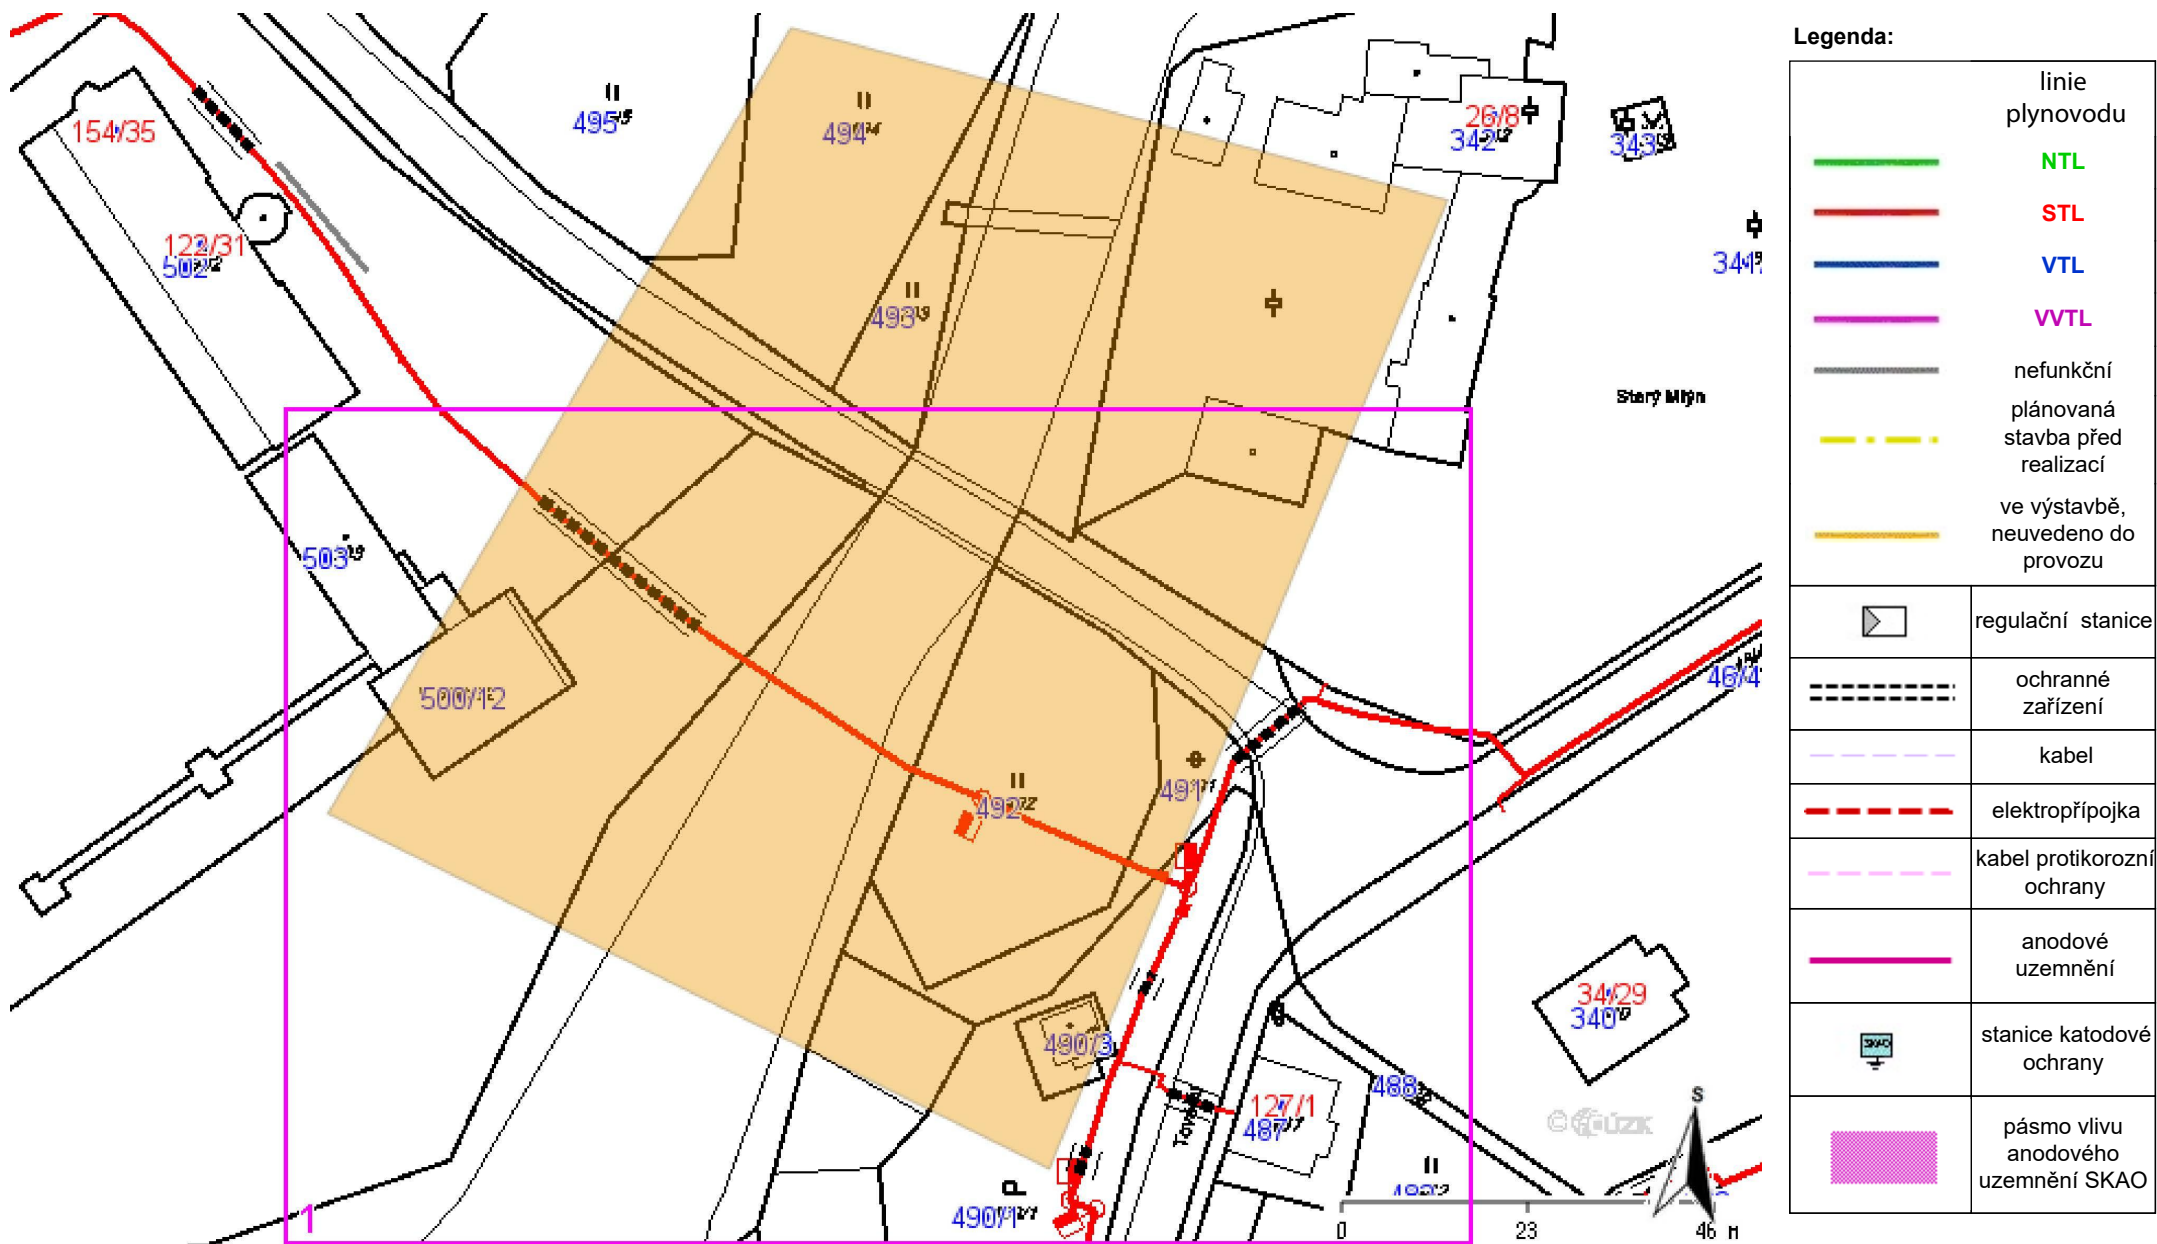 154/35
122/31
502
495
494
493
26/8
342
343
344
Starý Mlýn
503
500/12
492
491
46/4
490/3
490/1
P
127/1
487
488
34/29
340
1
S
0 23 46 M
Legenda:
linie
plynovodu
NTL
STL
VTL
VVTL
nefunkční
plánovaná
stavba před
realizací
ve výstavbě,
neuvedeno do
provozu
regulační stanice
ochranné
zařízení
kabel
elektropřípojka
kabel protikorozní
ochrany
anodové
uzemnění
SKAO
stanice katodové
ochrany
pásmo vlivu
anodového
uzemnění SKAO